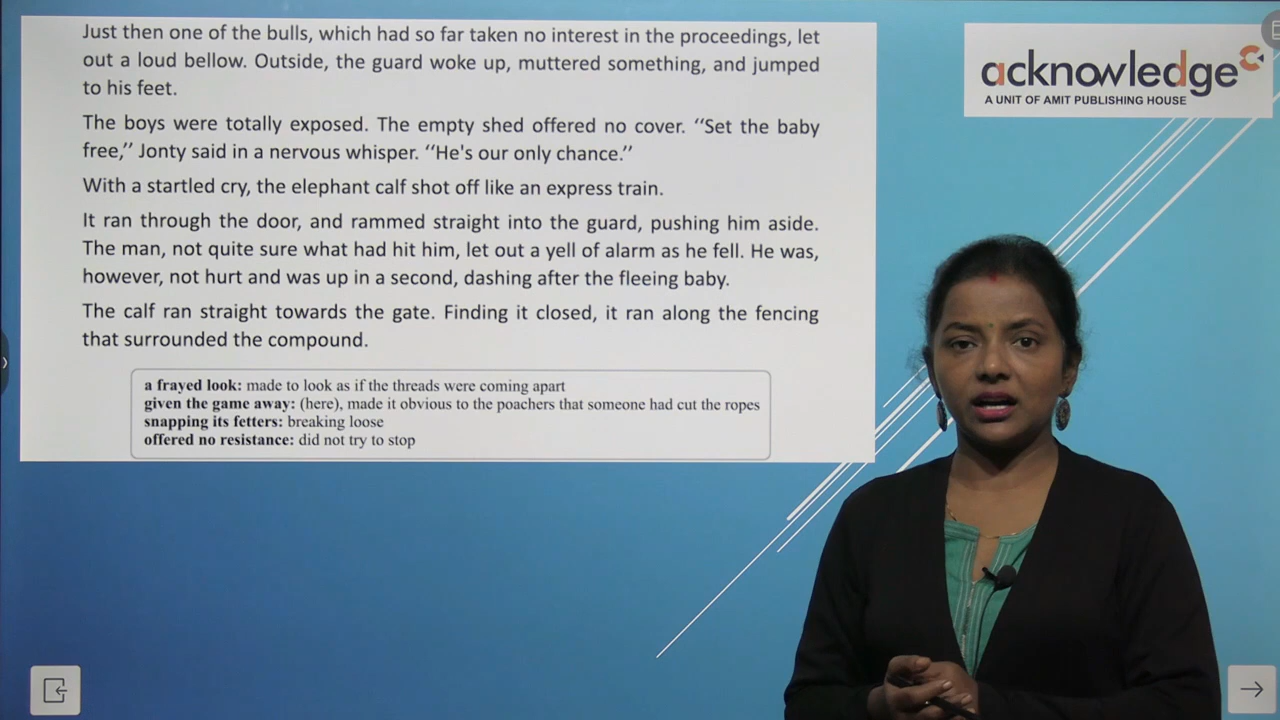 Just then one of the bulls, which had so far taken no interest in the proceedings, let
out a loud bellow. Outside, the guard woke up, muttered something, and jumped
to his feet.
The boys were totally exposed. The empty shed offered no cover. ‘‘Set the baby
free,’’ Jonty said in a nervous whisper. ‘‘He's our only chance.’’
With a startled cry, the elephant calf shot off like an express train.
It ran through the door, and rammed straight into the guard, pushing him aside.
The man, not quite sure what had hit him, let out a yell of alarm as he fell. He was,
however, not hurt and was up in a second, dashing after the fleeing baby.
The calf ran straight towards the gate. Finding it closed, it ran along the fencing
that surrounded the compound.
a frayed look: made to look as if the threads were coming apart
given the game away: (here), made it obvious to the poachers that someone had cut the ropes
snapping its fetters: breaking loose
offered no resistance: did not try to stop
acknowledge
A UNIT OF AMIT PUBLISHING HOUSE